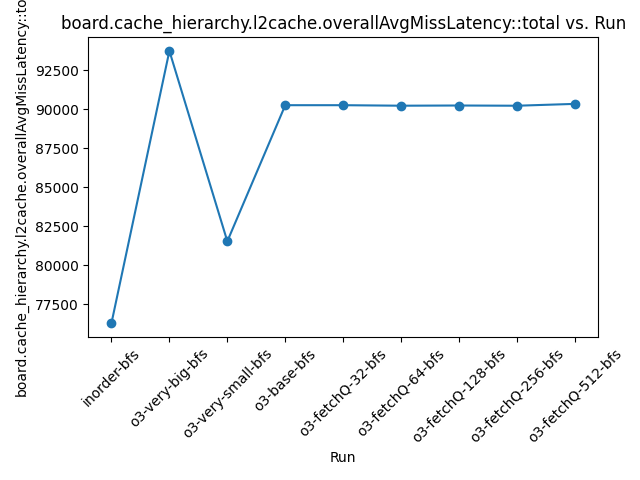 board.cache_hierarchy.l2cache.overallAvgMissLatency::total vs. Run
board.cache_hierarchy.l2cache.overallAvgMissLatency::to
92500
90000
87500
85000
82500
80000
77500
inorder-bfs
o3-very-big-bfs
o3-very-small-bfs
o3-base-bfs
o3-fetchQ-32-bfs
o3-fetchQ-64-bfs
o3-fetchQ-128-bfs
o3-fetchQ-256-bfs
o3-fetchQ-512-bfs
Run